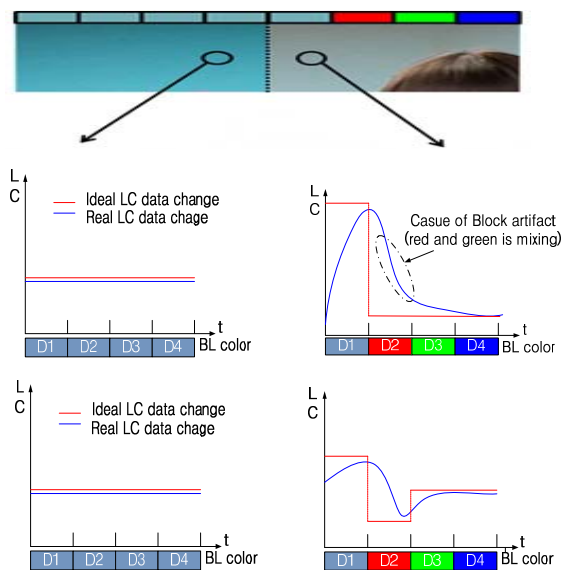 L
C
Ideal LC data change
Real LC data chage
t
D1 D2 D3 D4 BL color
L
C
Casue of Block artifact
(red and green is mixing)
t
D1 D2 D3 D4 BL color
L
C
Ideal LC data change
Real LC data chage
t
D1 D2 D3 D4 BL color
L
C
t
D1 D2 D3 D4 BL color